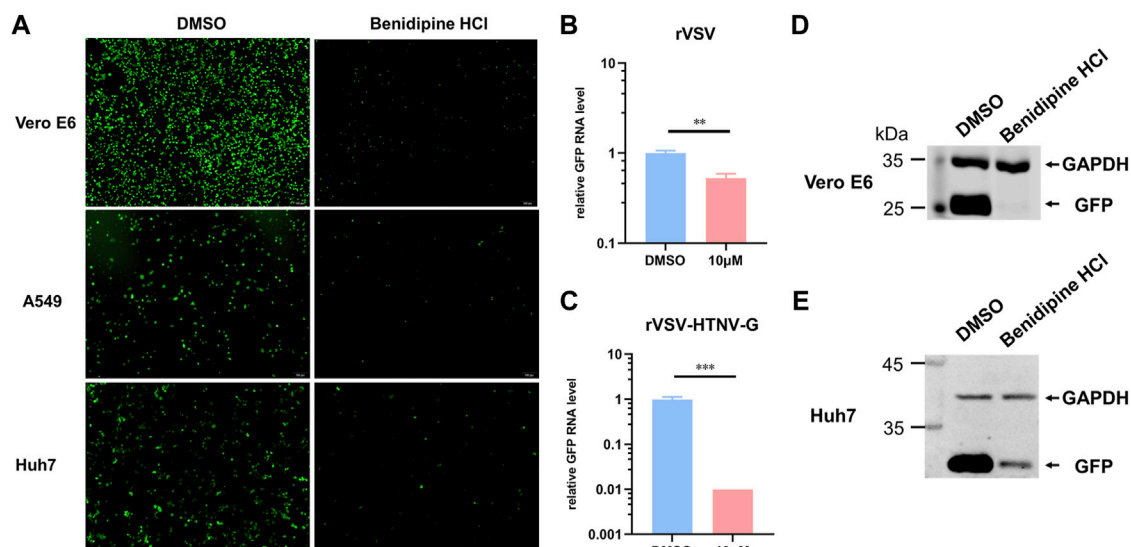 A
DMSO
Benidipine HCl
Vero E6
A549
Huh7
B
rVSV
relative GFP RNA level
10
1
0.1
**
DMSO
10μM
C
rVSV-HTNV-G
relative GFP RNA level
10
1
0.1
0.01
0.001
***
D
DMSO
Benidipine HCl
kDa
35
25
Vero E6
GAPDH
GFP
E
DMSO
Benidipine HCl
45
35
Huh7
GAPDH
GFP